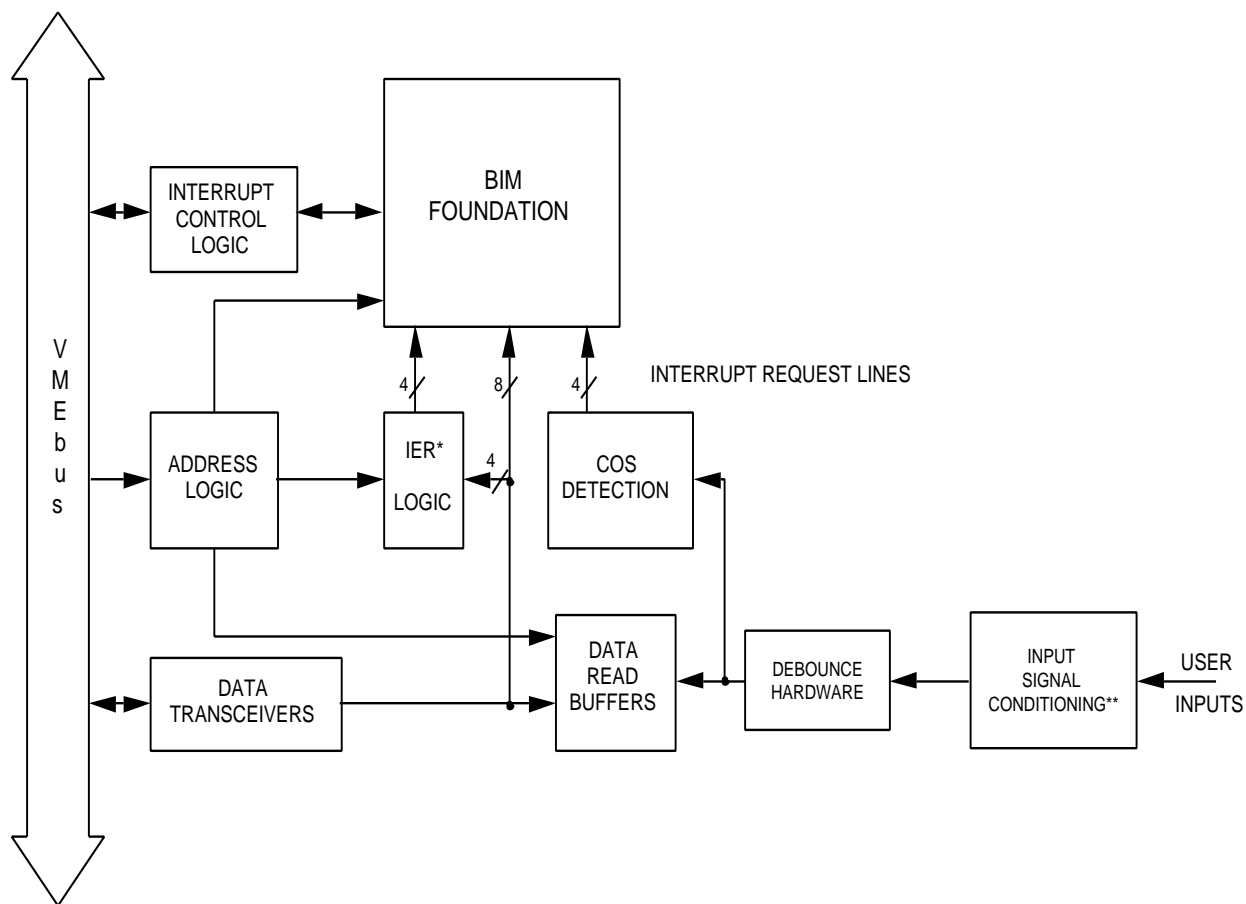 BIM
FOUNDATION
INTERRUPT
CONTROL
LOGIC
V
M
E
b
u
s
4
8
4
INTERRUPT REQUEST LINES
ADDRESS
LOGIC
IER*
LOGIC
4
COS
DETECTION
DATA
TRANSCEIVERS
DATA
READ
BUFFERS
DEBOUNCE
HARDWARE
INPUT
SIGNAL
CONDITIONING**
USER
INPUTS